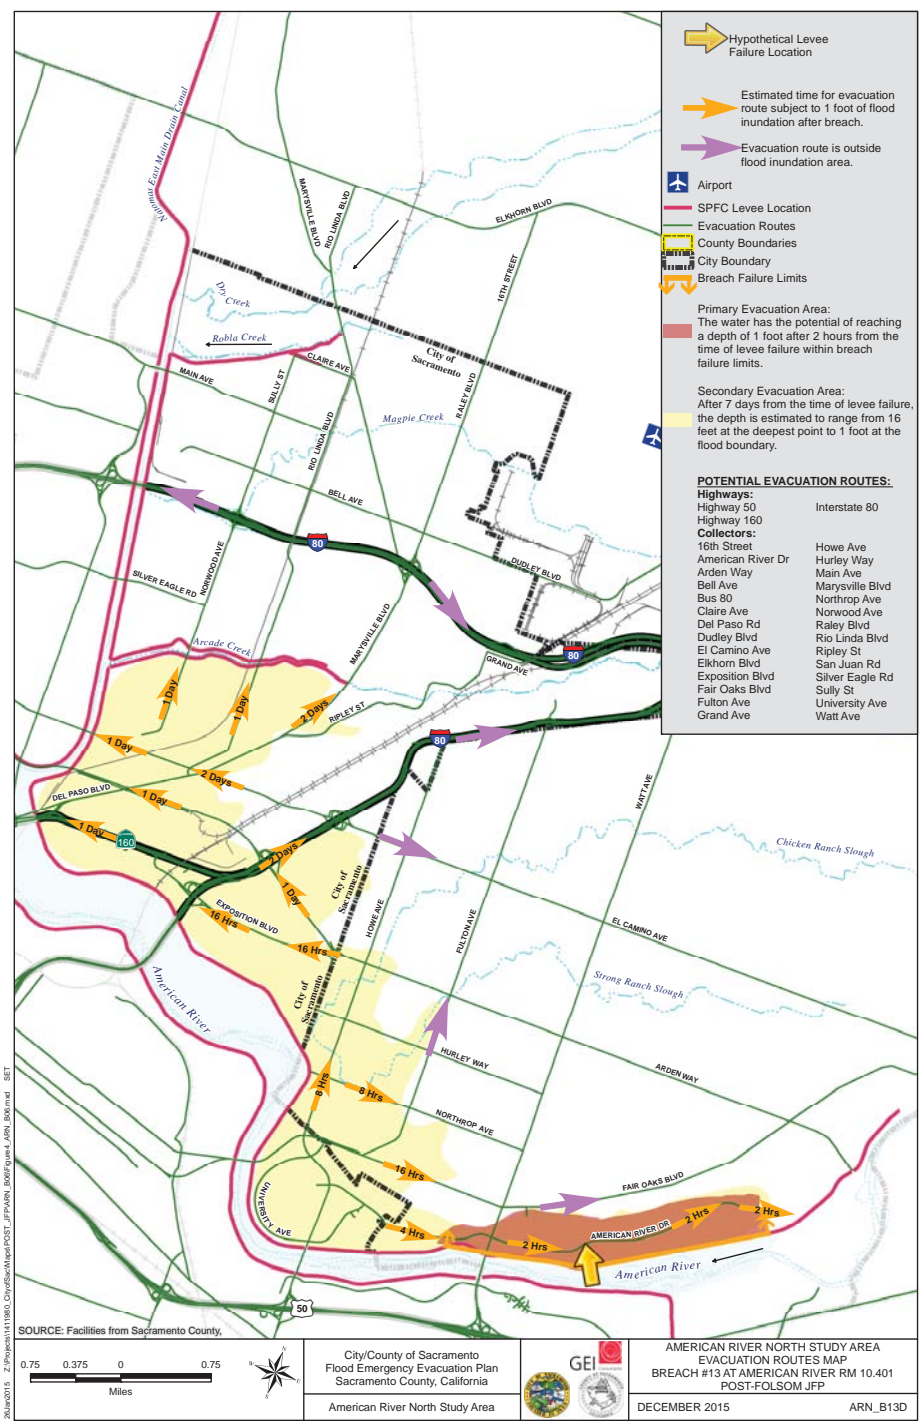 Hypothetical Levee
Failure Location
Estimated time for evacuation
route subject to 1 foot of flood
inundation after breach.
Evacuation route is outside
flood inundation area.
Airport
SPFC Levee Location
Evacuation Routes
County Boundaries
City Boundary
Breach Failure Limits
Primary Evacuation Area:
The water has the potential of reaching
a depth of 1 foot after 2 hours from the
time of levee failure within breach
failure limits.
Secondary Evacuation Area:
After 7 days from the time of levee failure,
the depth is estimated to range from 16
feet at the deepest point to 1 foot at the
flood boundary.
POTENTIAL EVACUATION ROUTES:
Highways:
Highway 50 Interstate 80
Highway 160
Collectors:
16th Street Howe Ave
American River Dr Hurley Way
Arden Way Main Ave
Bell Ave Marysville Blvd
Bus 80 Northrop Ave
Claire Ave Norwood Ave
Del Paso Rd Raley Blvd
Dudley Blvd Rio Linda Blvd
El Camino Ave Ripley St
Elkhorn Blvd San Juan Rd
Exposition Blvd Silver Eagle Rd
Fair Oaks Blvd Sully St
Fulton Ave University Ave
Grand Ave Watt Ave
Natomas East Main Drain Canal
MARYSVILLE BLVD
RIO LINDA BLVD
ELKHORN BLVD
16TH STREET
Dry
Creek
Robla Creek
City of
Sacramento
MAIN AVE
CLAIRE AVE
SULLY ST
RALEY BLVD
Magpie Creek
RIO LINDA BLVD
BELL AVE
80
DUDLEY BLVD
SILVER EAGLE RD
NORWOOD AVE
MARYSVILLE BLVD
Arcade Creek
GRAND AVE
80
1 Day
1 Day
2 Days
RIPLEY ST
1 Day
80
2 Days
DEL PASO BLVD
1 Day
WATT AVE
1 Day
160
2 Days
Chicken Ranch Slough
1 Day
City of
Sacramento
EXPOSITION BLVD
16 Hrs
HOWE AVE
FULTON AVE
EL CAMINO AVE
16 Hrs
American River
City of
Sacramento
Strong Ranch Slough
HURLEY WAY
ARDEN WAY
8 Hrs
8 Hrs
NORTHROP AVE
16 Hrs
FAIR OAKS BLVD
UNIVERSITY AVE
4 Hrs
2 Hrs
AMERICAN RIVER DR
2 Hrs
2 Hrs
American River
50
SOURCE: Facilities from Sacramento County,
26Jan2015 Z:\Projects\1411980_CityofSac\Maps\POST_JFP\ARN_B06\Figure4_ARN_B06.mxd SET
0.75 0.375 0 0.75
Miles
N
W
E
S
City/County of Sacramento
Flood Emergency Evacuation Plan
Sacramento County, California
American River North Study Area
GEI
AMERICAN RIVER NORTH STUDY AREA
EVACUATION ROUTES MAP
BREACH #13 AT AMERICAN RIVER RM 10.401
POST-FOLSOM JFP
DECEMBER 2015
ARN_B13D